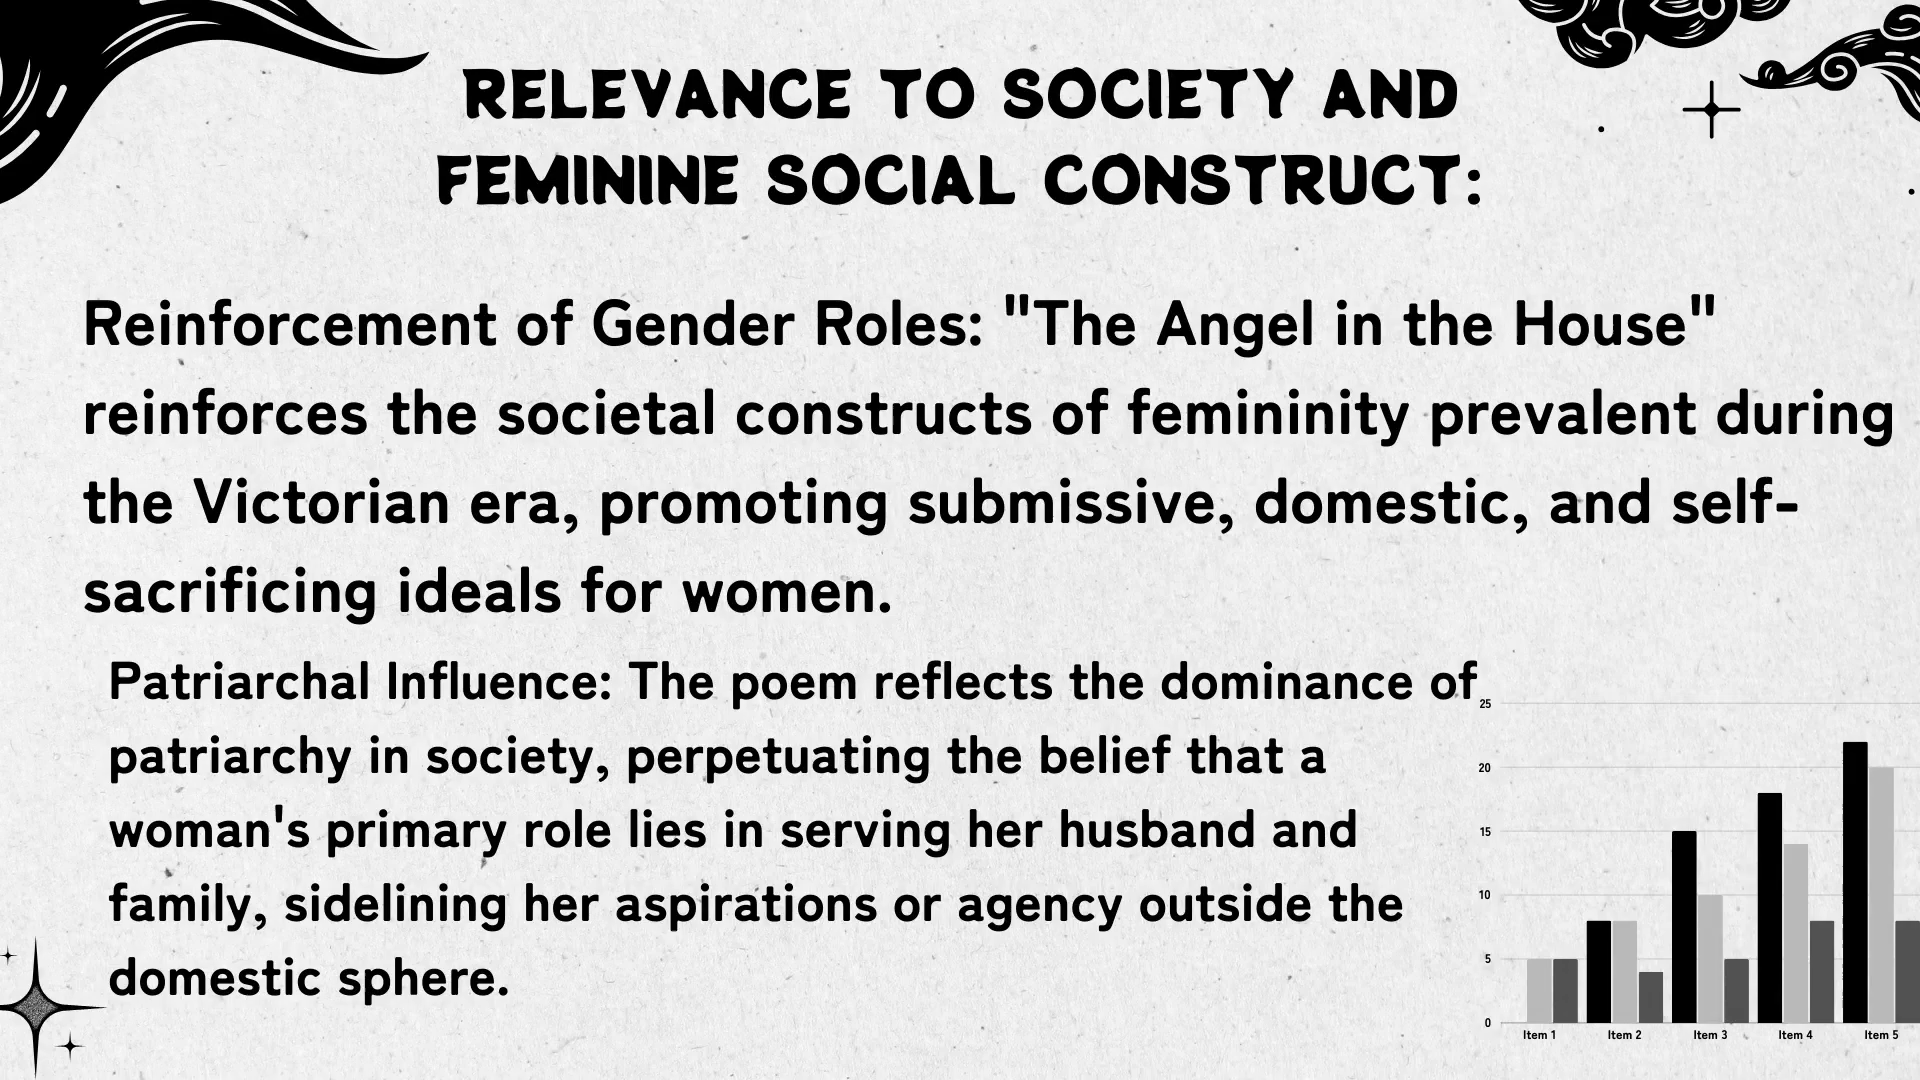 RELEVANCE TO SOCIETY AND
FEMININE SOCIAL CONSTRUCT:
Reinforcement of Gender Roles: "The Angel in the House"
reinforces the societal constructs of femininity prevalent during
the Victorian era, promoting submissive, domestic, and self-
sacrificing ideals for women.
Patriarchal Influence: The poem reflects the dominance of
patriarchy in society, perpetuating the belief that a
woman's primary role lies in serving her husband and
family, sidelining her aspirations or agency outside the
domestic sphere.
25
20
15
10
5
0
Item 1 Item 2 Item 3 Item 4 Item 5